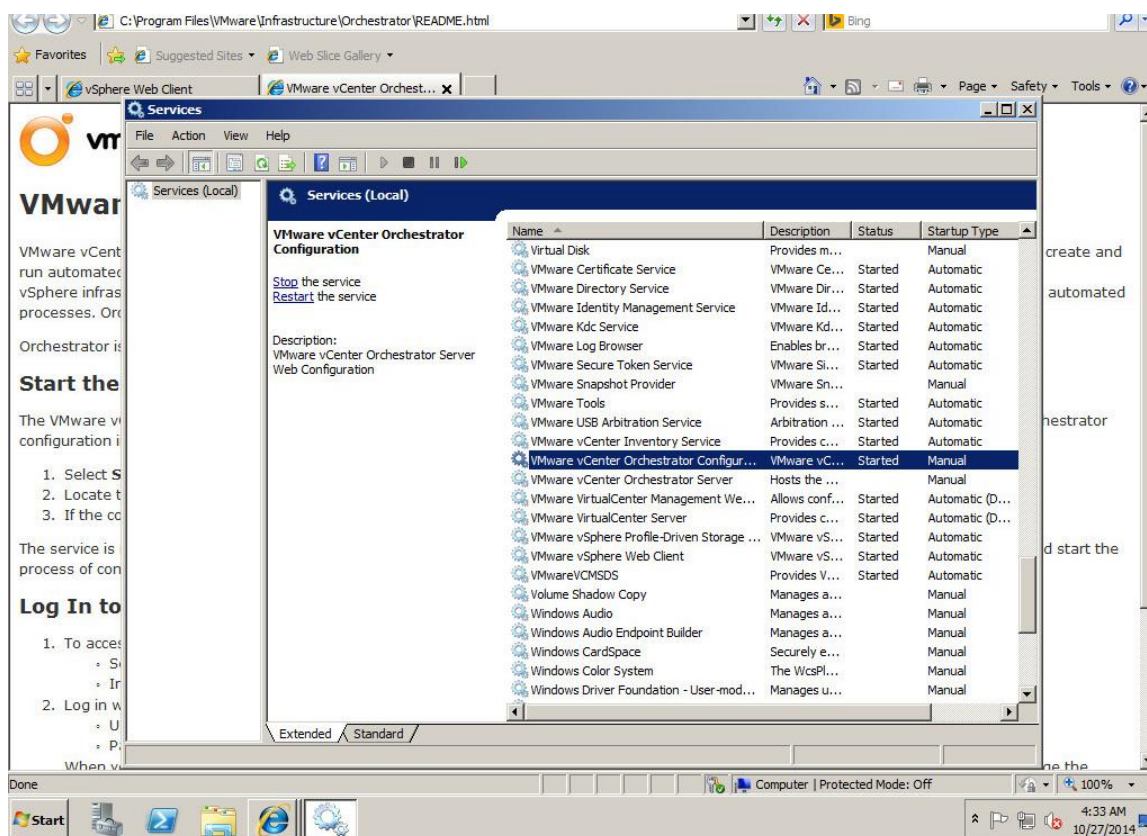 C:\Program Files\VMware\Infrastructure\Orchestrator\README.html
Bing
Favorites
Suggested Sites
Web Slice Gallery
vSphere Web Client
VMware vCenter Orchest...
Page
Safety
Tools
vm
VMwar
VMware vCent
create and
run automated
vSphere infras
automated
processes. Orc
Orchestrator is
Start the
The VMware v
hestrator
configuration i
1. Select S
2. Locate t
3. If the co
The service is
d start the
process of con
Log In to
1. To acces
2. Log in w
When y
ge the
Services
File Action View Help
Services (Local)
Services (Local)
VMware vCenter Orchestrator
Configuration
Stop the service
Restart the service
Description:
VMware vCenter Orchestrator Server
Web Configuration
Name Description Status Startup Type
Virtual Disk Provides m... Manual
VMware Certificate Service VMware Ce... Started Automatic
VMware Directory Service VMware Dir... Started Automatic
VMware Identity Management Service VMware Id... Started Automatic
VMware Kdc Service VMware Kd... Started Automatic
VMware Log Browser Enables br... Started Automatic
VMware Secure Token Service VMware Si... Started Automatic
VMware Snapshot Provider VMware Sn... Manual
VMware Tools Provides s... Started Automatic
VMware USB Arbitration Service Arbitration ... Started Automatic
VMware vCenter Inventory Service Provides c... Started Automatic
VMware vCenter Orchestrator Configur... VMware vC... Started Manual
VMware vCenter Orchestrator Server Hosts the ... Manual
VMware VirtualCenter Management We... Allows conf... Started Automatic (D...
VMware VirtualCenter Server Provides c... Started Automatic (D...
VMware vSphere Profile-Driven Storage ... VMware vS... Started Automatic
VMware vSphere Web Client VMware vS... Started Automatic
VMwareVCMSDS Provides V... Started Automatic
Volume Shadow Copy Manages a... Manual
Windows Audio Manages a... Manual
Windows Audio Endpoint Builder Manages a... Manual
Windows CardSpace Securely e... Manual
Windows Color System The WcsPl... Manual
Windows Driver Foundation - User-mod... Manages u... Manual
Extended Standard
Done
Computer | Protected Mode: Off
100%
Start
4:33 AM
10/27/2014